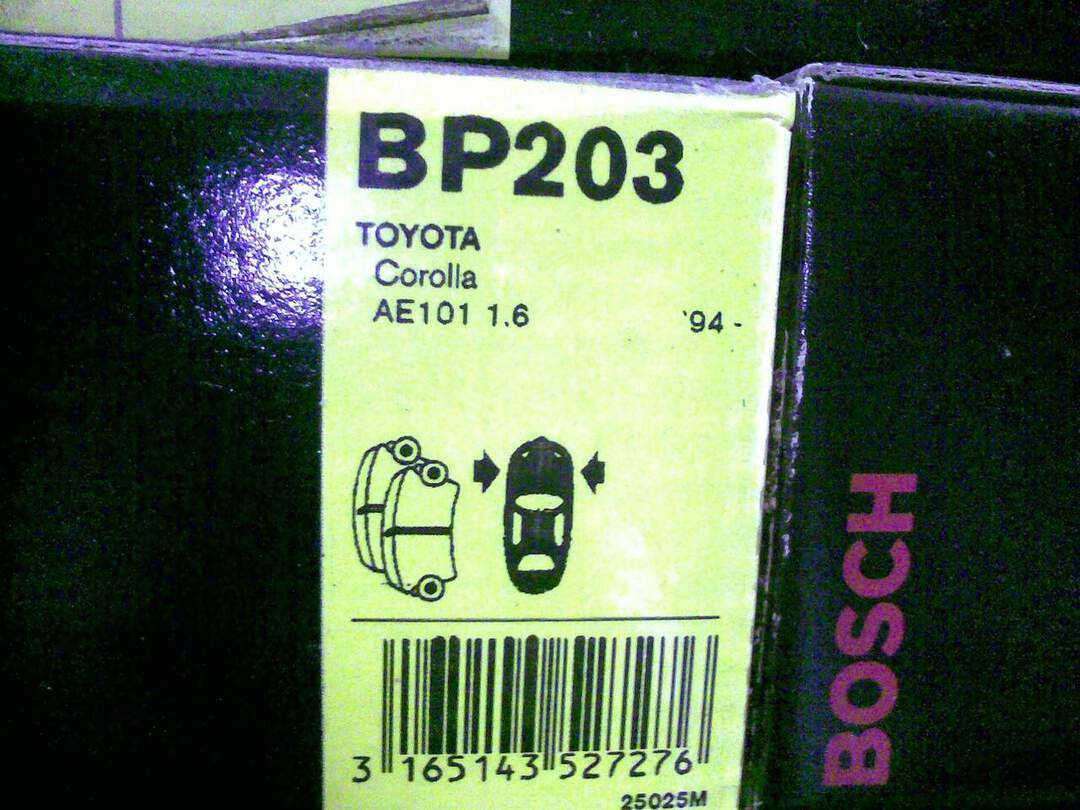 BP203
TOYOTA
Corolla
AE101 1.6 '94 -
3 165143 527276
25025M
BOSCH